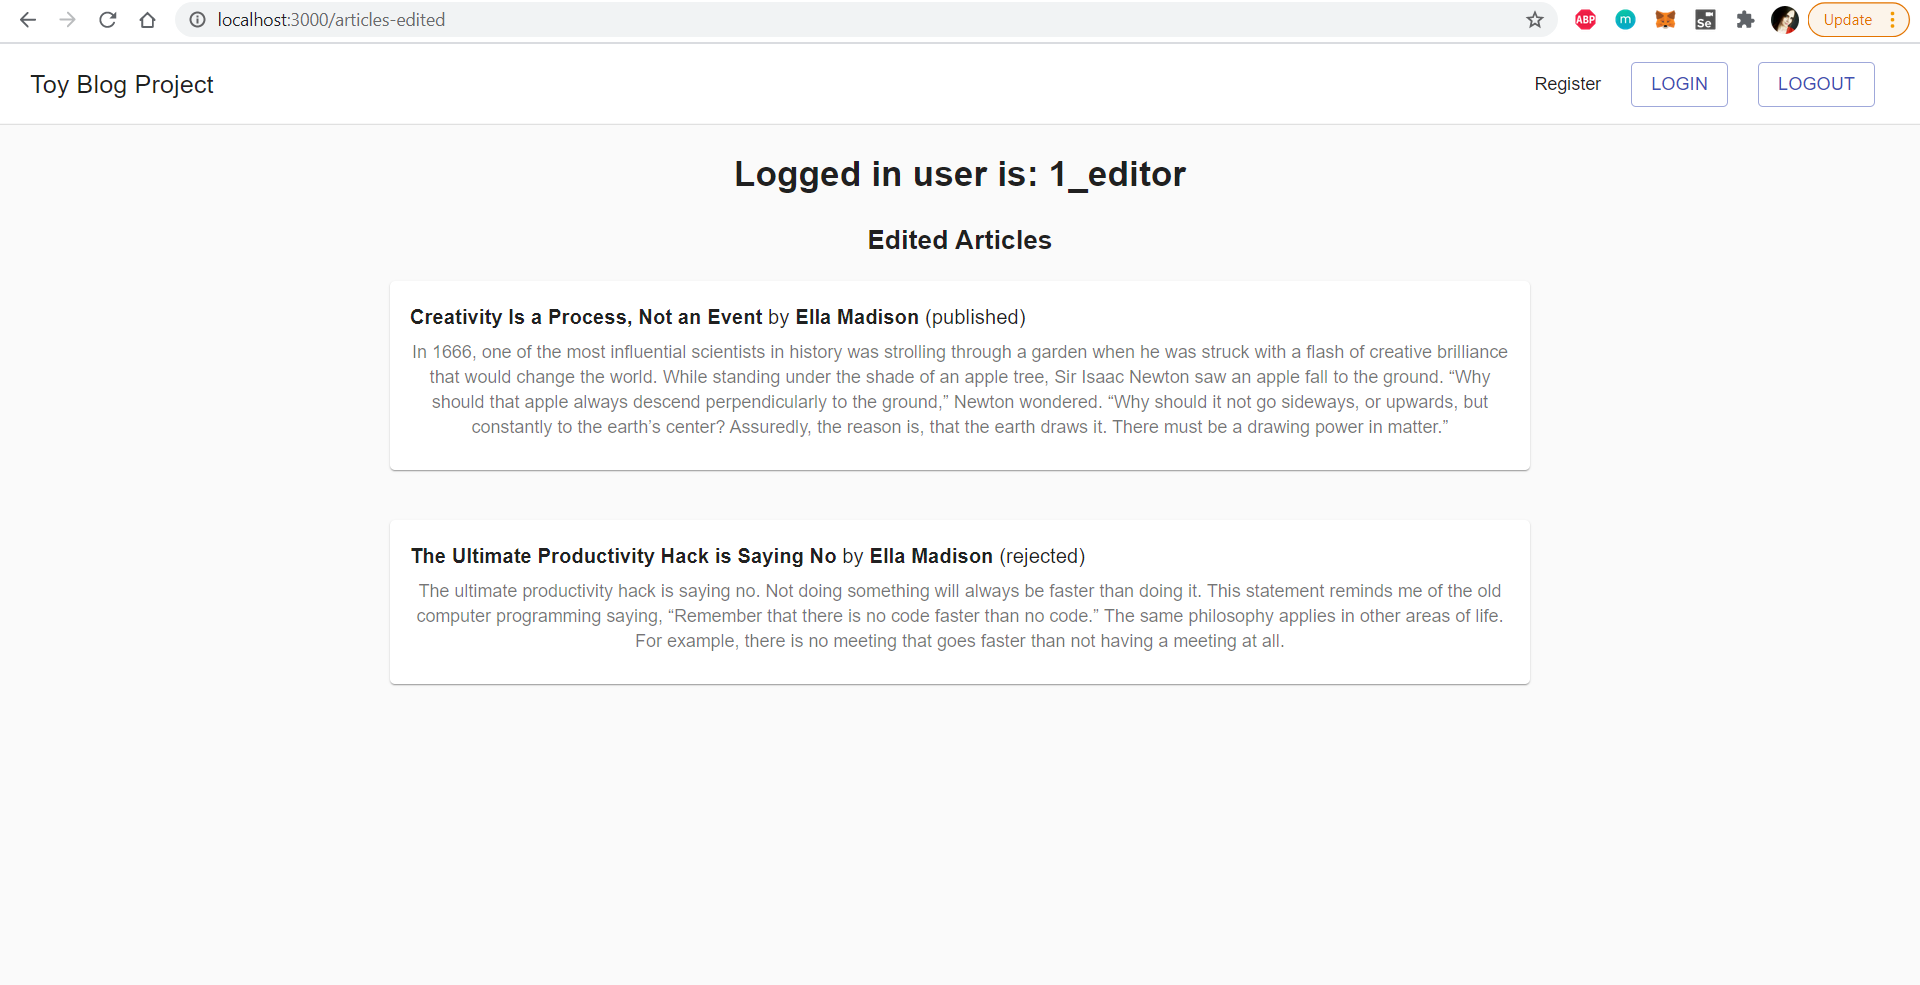 localhost:3000/articles-edited
ABP
m
Se
Update
Toy Blog Project
Register
LOGIN
LOGOUT
Logged in user is: 1_editor
Edited Articles
Creativity Is a Process, Not an Event by Ella Madison (published)
In 1666, one of the most influential scientists in history was strolling through a garden when he was struck with a flash of creative brilliance
that would change the world. While standing under the shade of an apple tree, Sir Isaac Newton saw an apple fall to the ground. “Why
should that apple always descend perpendicularly to the ground,” Newton wondered. “Why should it not go sideways, or upwards, but
constantly to the earth’s center? Assuredly, the reason is, that the earth draws it. There must be a drawing power in matter.”
The Ultimate Productivity Hack is Saying No by Ella Madison (rejected)
The ultimate productivity hack is saying no. Not doing something will always be faster than doing it. This statement reminds me of the old
computer programming saying, “Remember that there is no code faster than no code.” The same philosophy applies in other areas of life.
For example, there is no meeting that goes faster than not having a meeting at all.